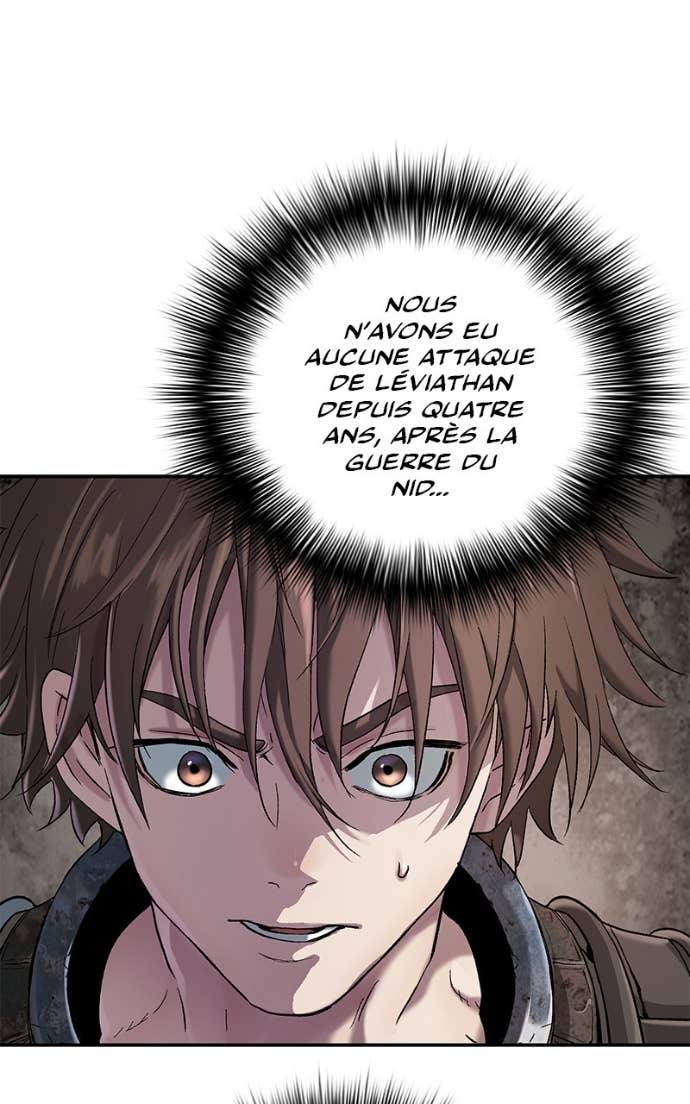 NOUS
N'AVONS EU
AUCUNE ATTAQUE
DE LÉVIATHAN
DEPUIS QUATRE
ANS, APRÈS LA
GUERRE DU
NID...